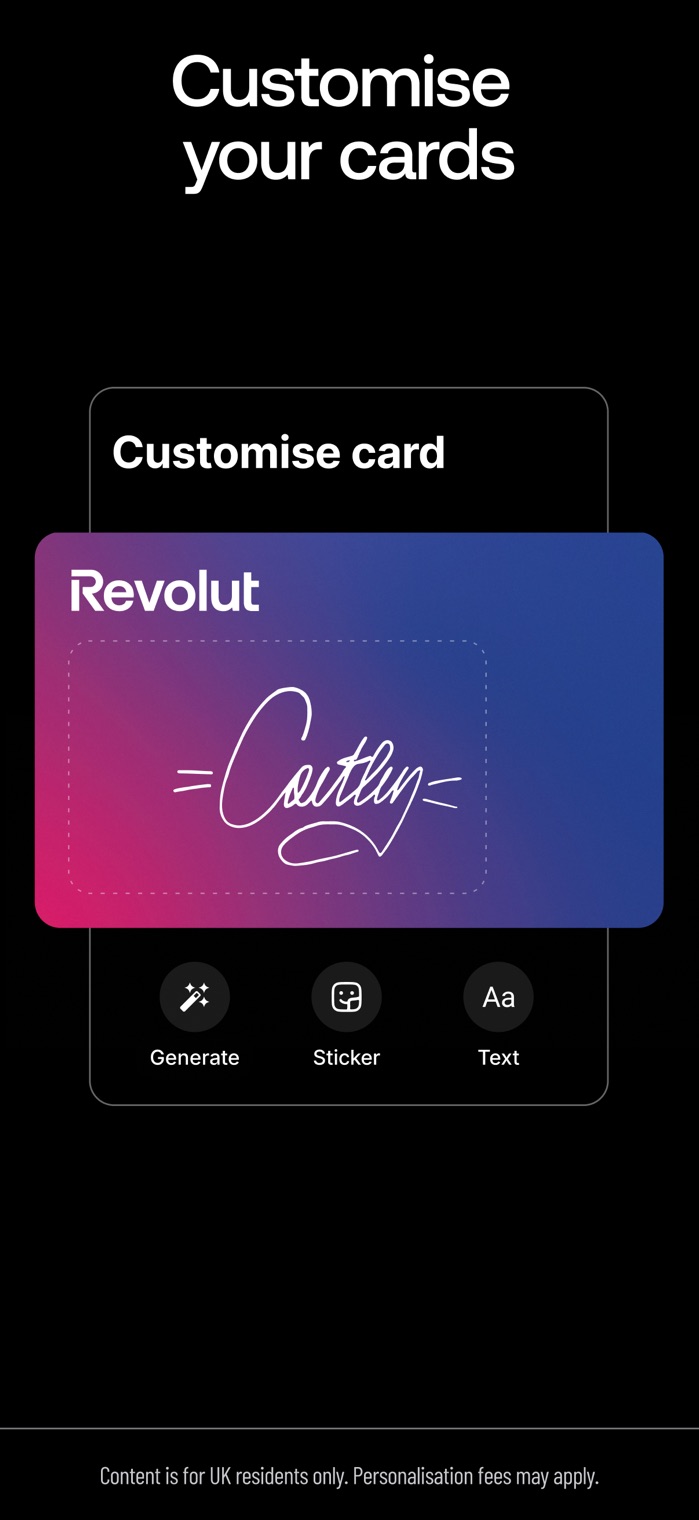 Customise
your cards
Customise card
Revolut
Caitlin
Generate
Sticker
Aa
Text
Content is for UK residents only. Personalisation fees may apply.